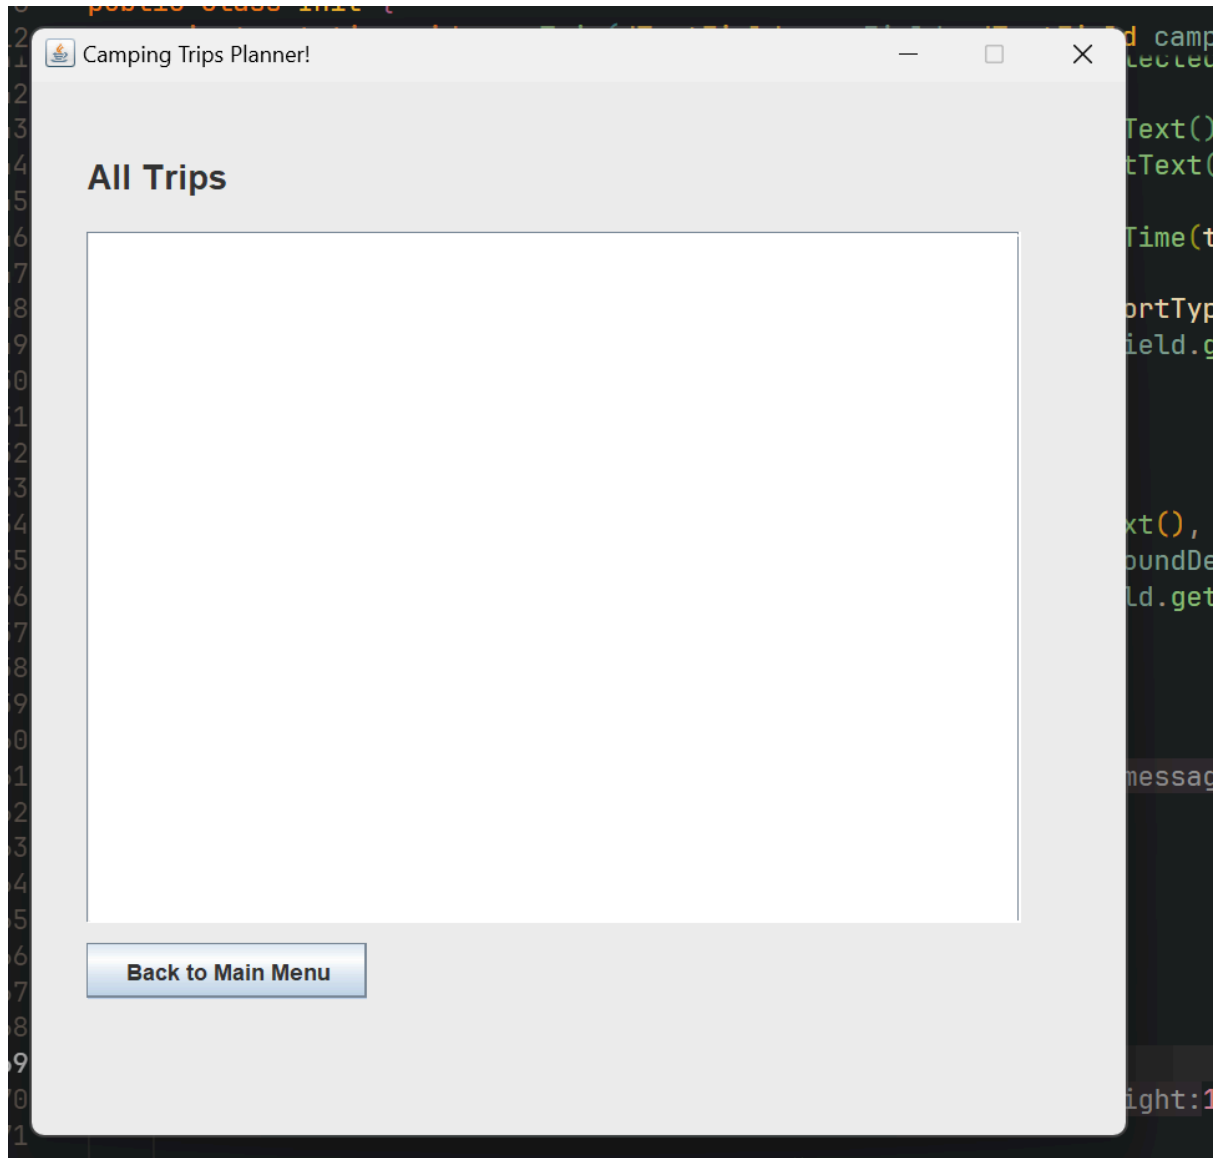 Camping Trips Planner!
camp
Text()
tText(
All Trips
Time(t
ortTyp
ield.g
xt(),
oundDe
ld.get
messag
Back to Main Menu
ight:1